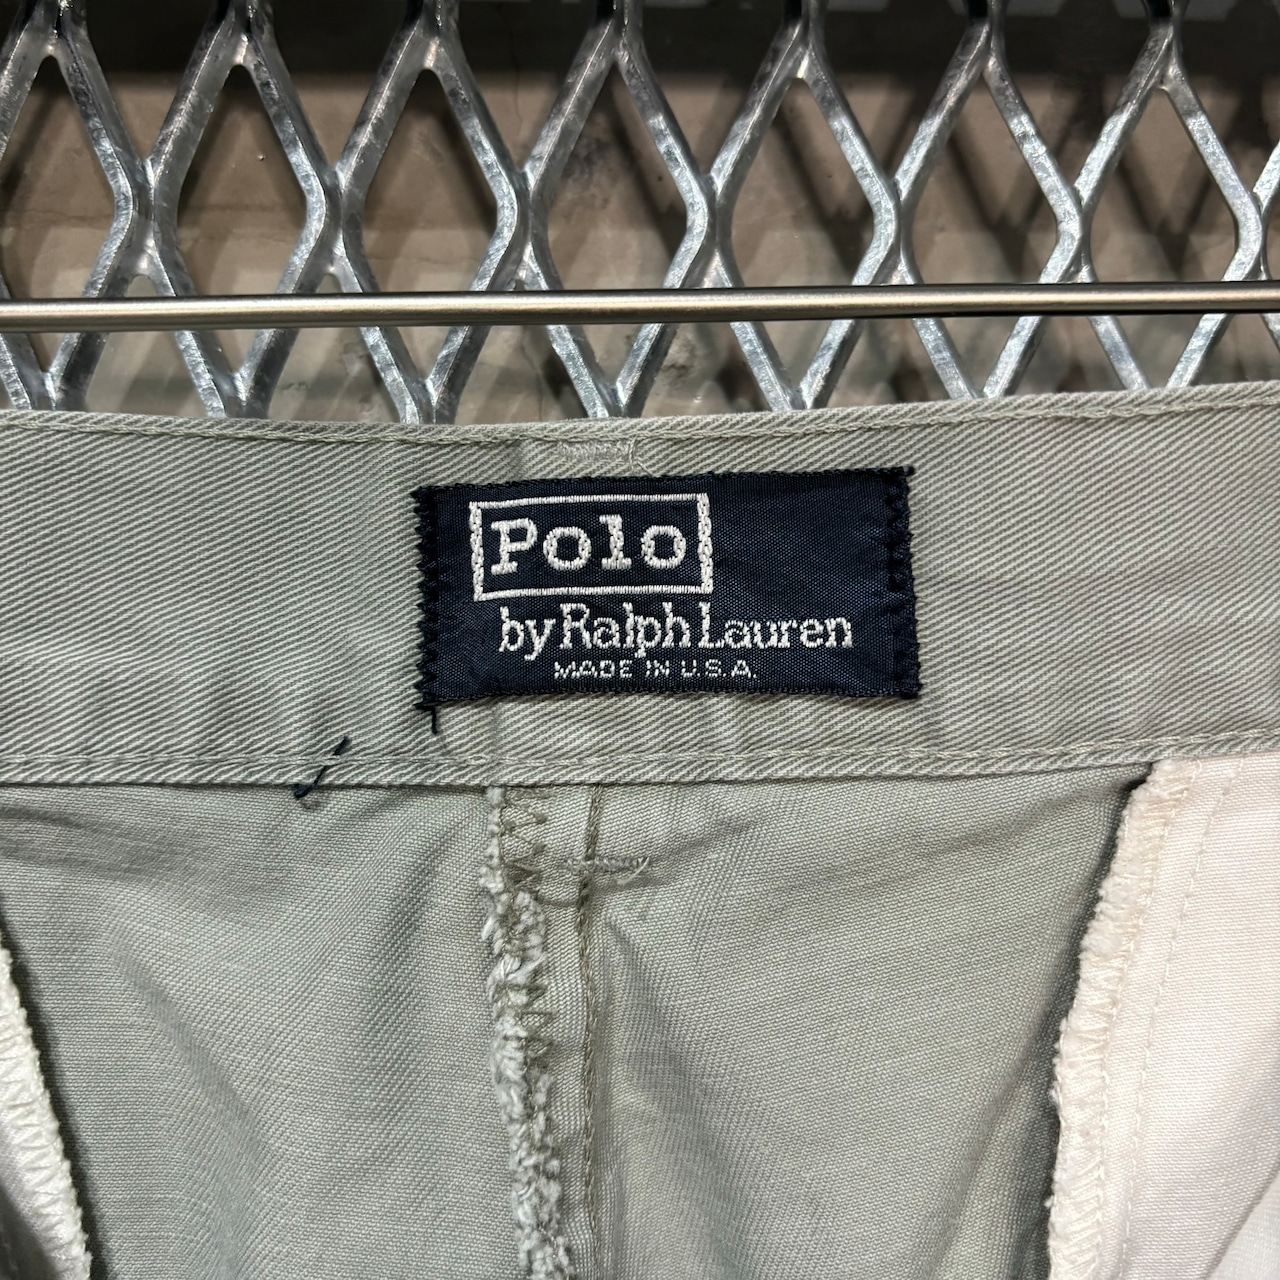 Polo
by Ralph Lauren
MADE IN U.S.A.